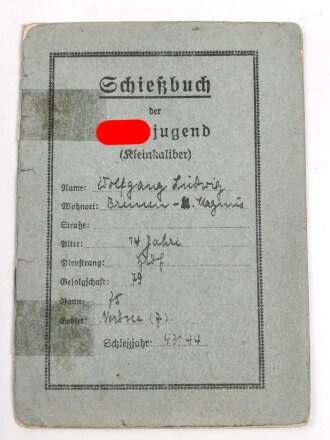 Schießbuch
der
jugend
(Kleinkaliber)
Name: Wolfgang Ludwig
Wohnort: Bremen-St. Magnus
Straße:
Alter: 14 Jahre
Dienstrang:
Gefolgschaft: 79
Bann: 75
Gebiet: Nordsee (7)
Schießjahr: 43/44